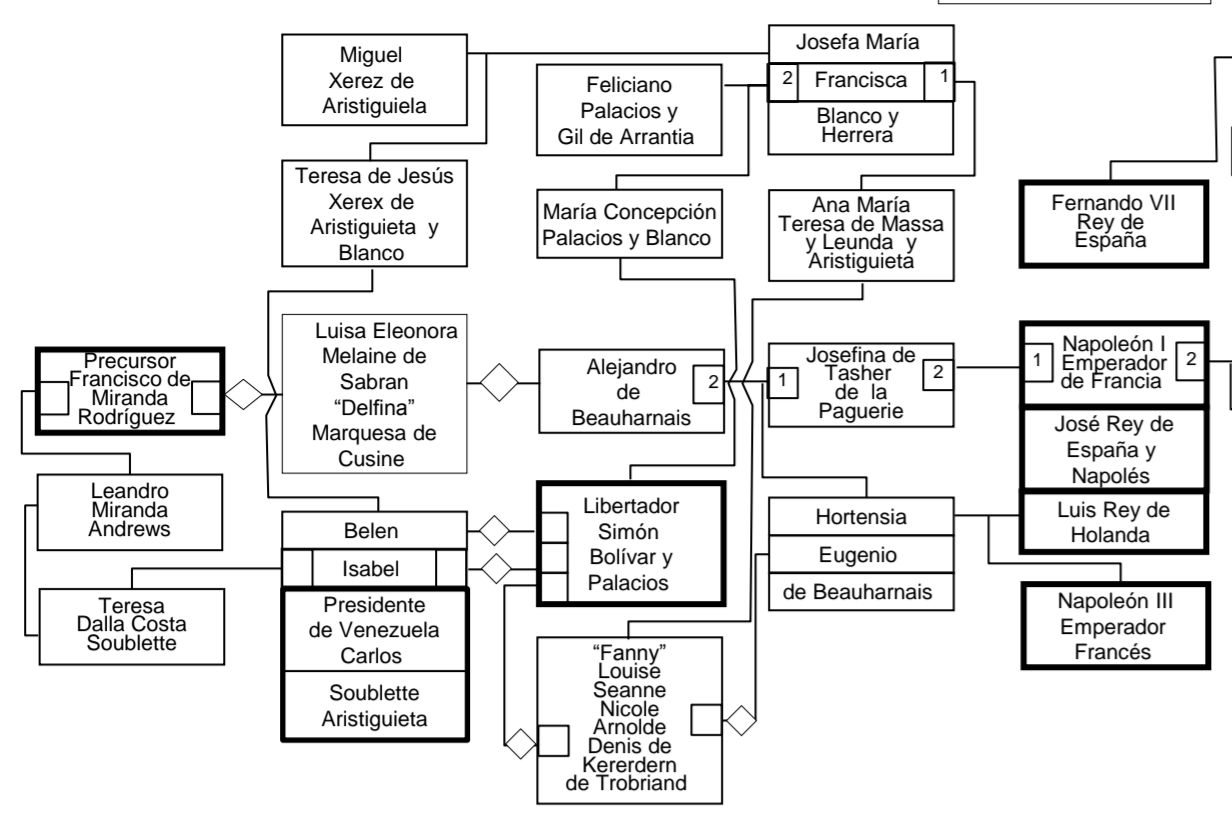 Miguel
Xerez de
Aristiguiela
Feliciano
Palacios y
Gil de Arrantia
Josefa María
2 Francisca 1
Blanco y
Herrera
Teresa de Jesús
Xerex de
Aristiguieta y
Blanco
María Concepción
Palacios y Blanco
Ana María
Teresa de Massa
y Leunda y
Aristiguieta
Fernando VII
Rey de
España
Precursor
Francisco de
Miranda
Rodríguez
Luisa Eleonora
Melaine de
Sabran
“Delfina”
Marquesa de
Cusine
Alejandro
de
Beauharnais
2
1
Josefina de
Tasher
de la
Paguerie
2
1
Napoleón I
Emperador
de Francia
2
José Rey de
España y
Napolés
Luis Rey de
Holanda
Leandro
Miranda
Andrews
Belen
Isabel
Libertador
Simón
Bolívar y
Palacios
Hortensia
Eugenio
de Beauharnais
Teresa
Dalla Costa
Soublette
Presidente
de Venezuela
Carlos
Soublette
Aristiguieta
“Fanny”
Louise
Seanne
Nicole
Arnolde
Denis de
Kererdern
de Trobriand
Napoleón III
Emperador
Francés